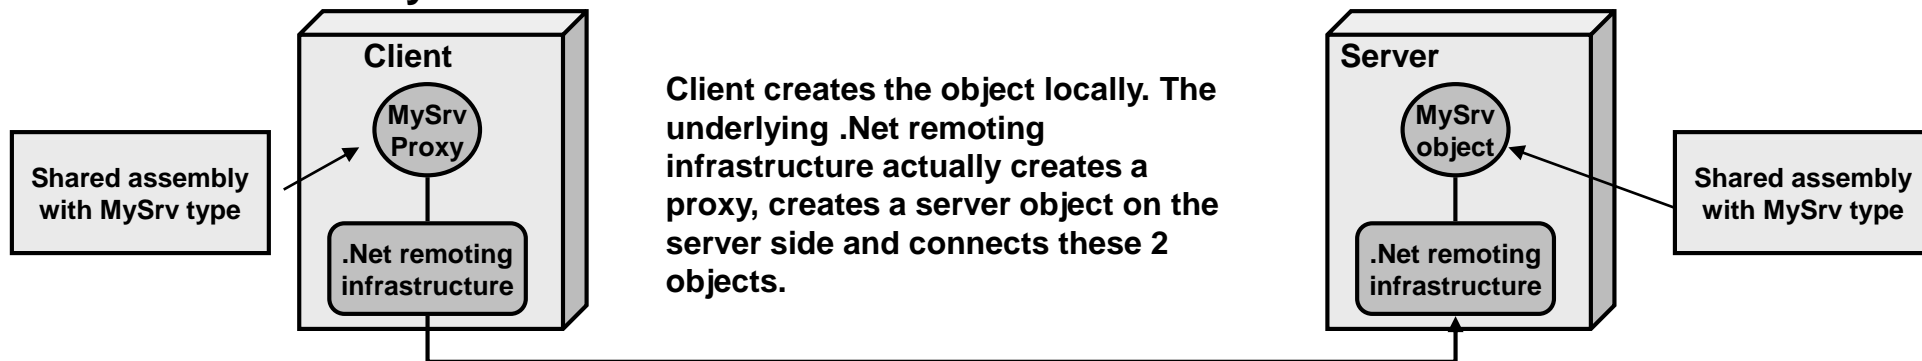 Client
MySrv
Proxy
Shared assembly
with MySrv type
.Net remoting
infrastructure
Client creates the object locally. The
underlying .Net remoting
infrastructure actually creates a
proxy, creates a server object on the
server side and connects these 2
objects.
Server
MySrv
object
.Net remoting
infrastructure
Shared assembly
with MySrv type